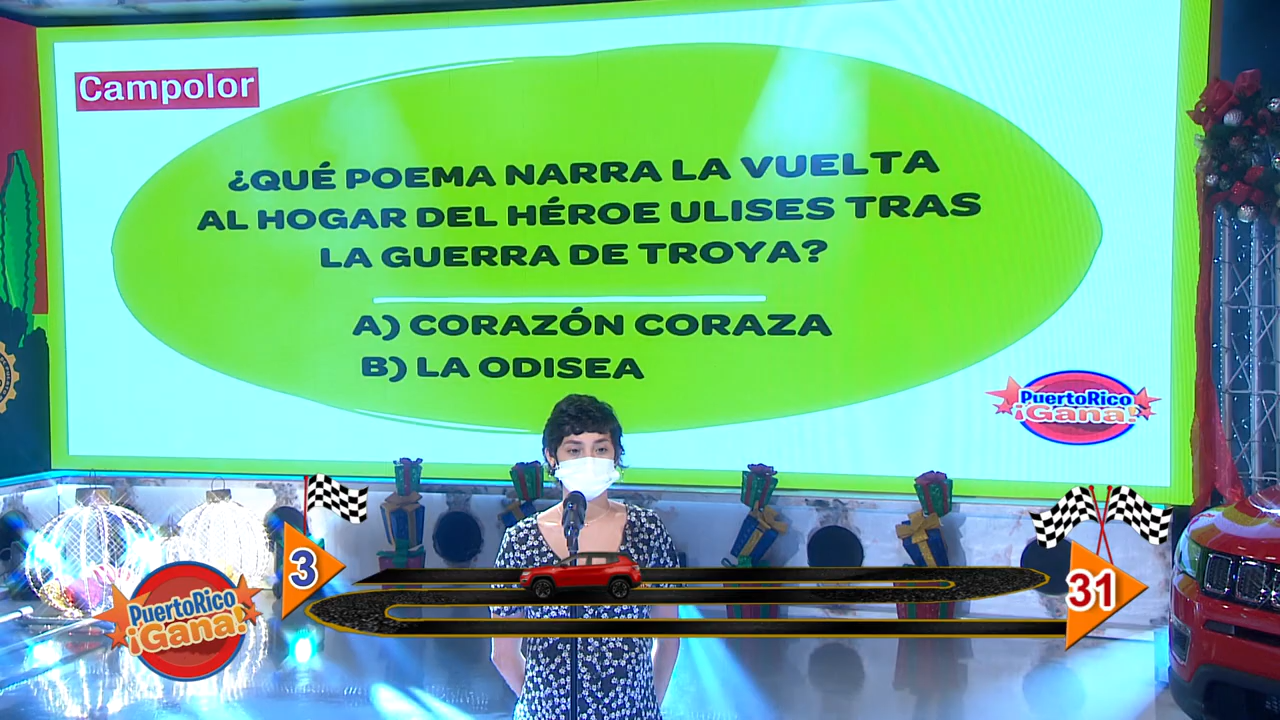 Campolor
¿QUÉ POEMA NARRA LA VUELTA
AL HOGAR DEL HÉROE ULISES TRAS
LA GUERRA DE TROYA?
A) CORAZÓN CORAZA
B) LA ODISEA
PuertoRico
¡Gana!
3
31
PuertoRico
¡Gana!